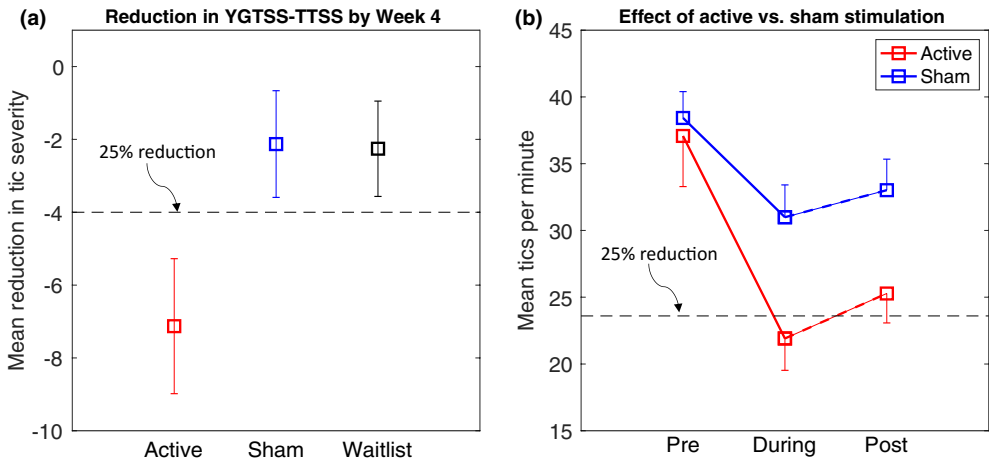 (a)
Reduction in YGTSS-TTSS by Week 4
Mean reduction in tic severity
0
-2
-4
-6
-8
-10
25% reduction
Active
Sham
Waitlist
(b)
Effect of active vs. sham stimulation
Mean tics per minute
45
40
35
30
25
20
15
Active
Sham
25% reduction
Pre
During
Post